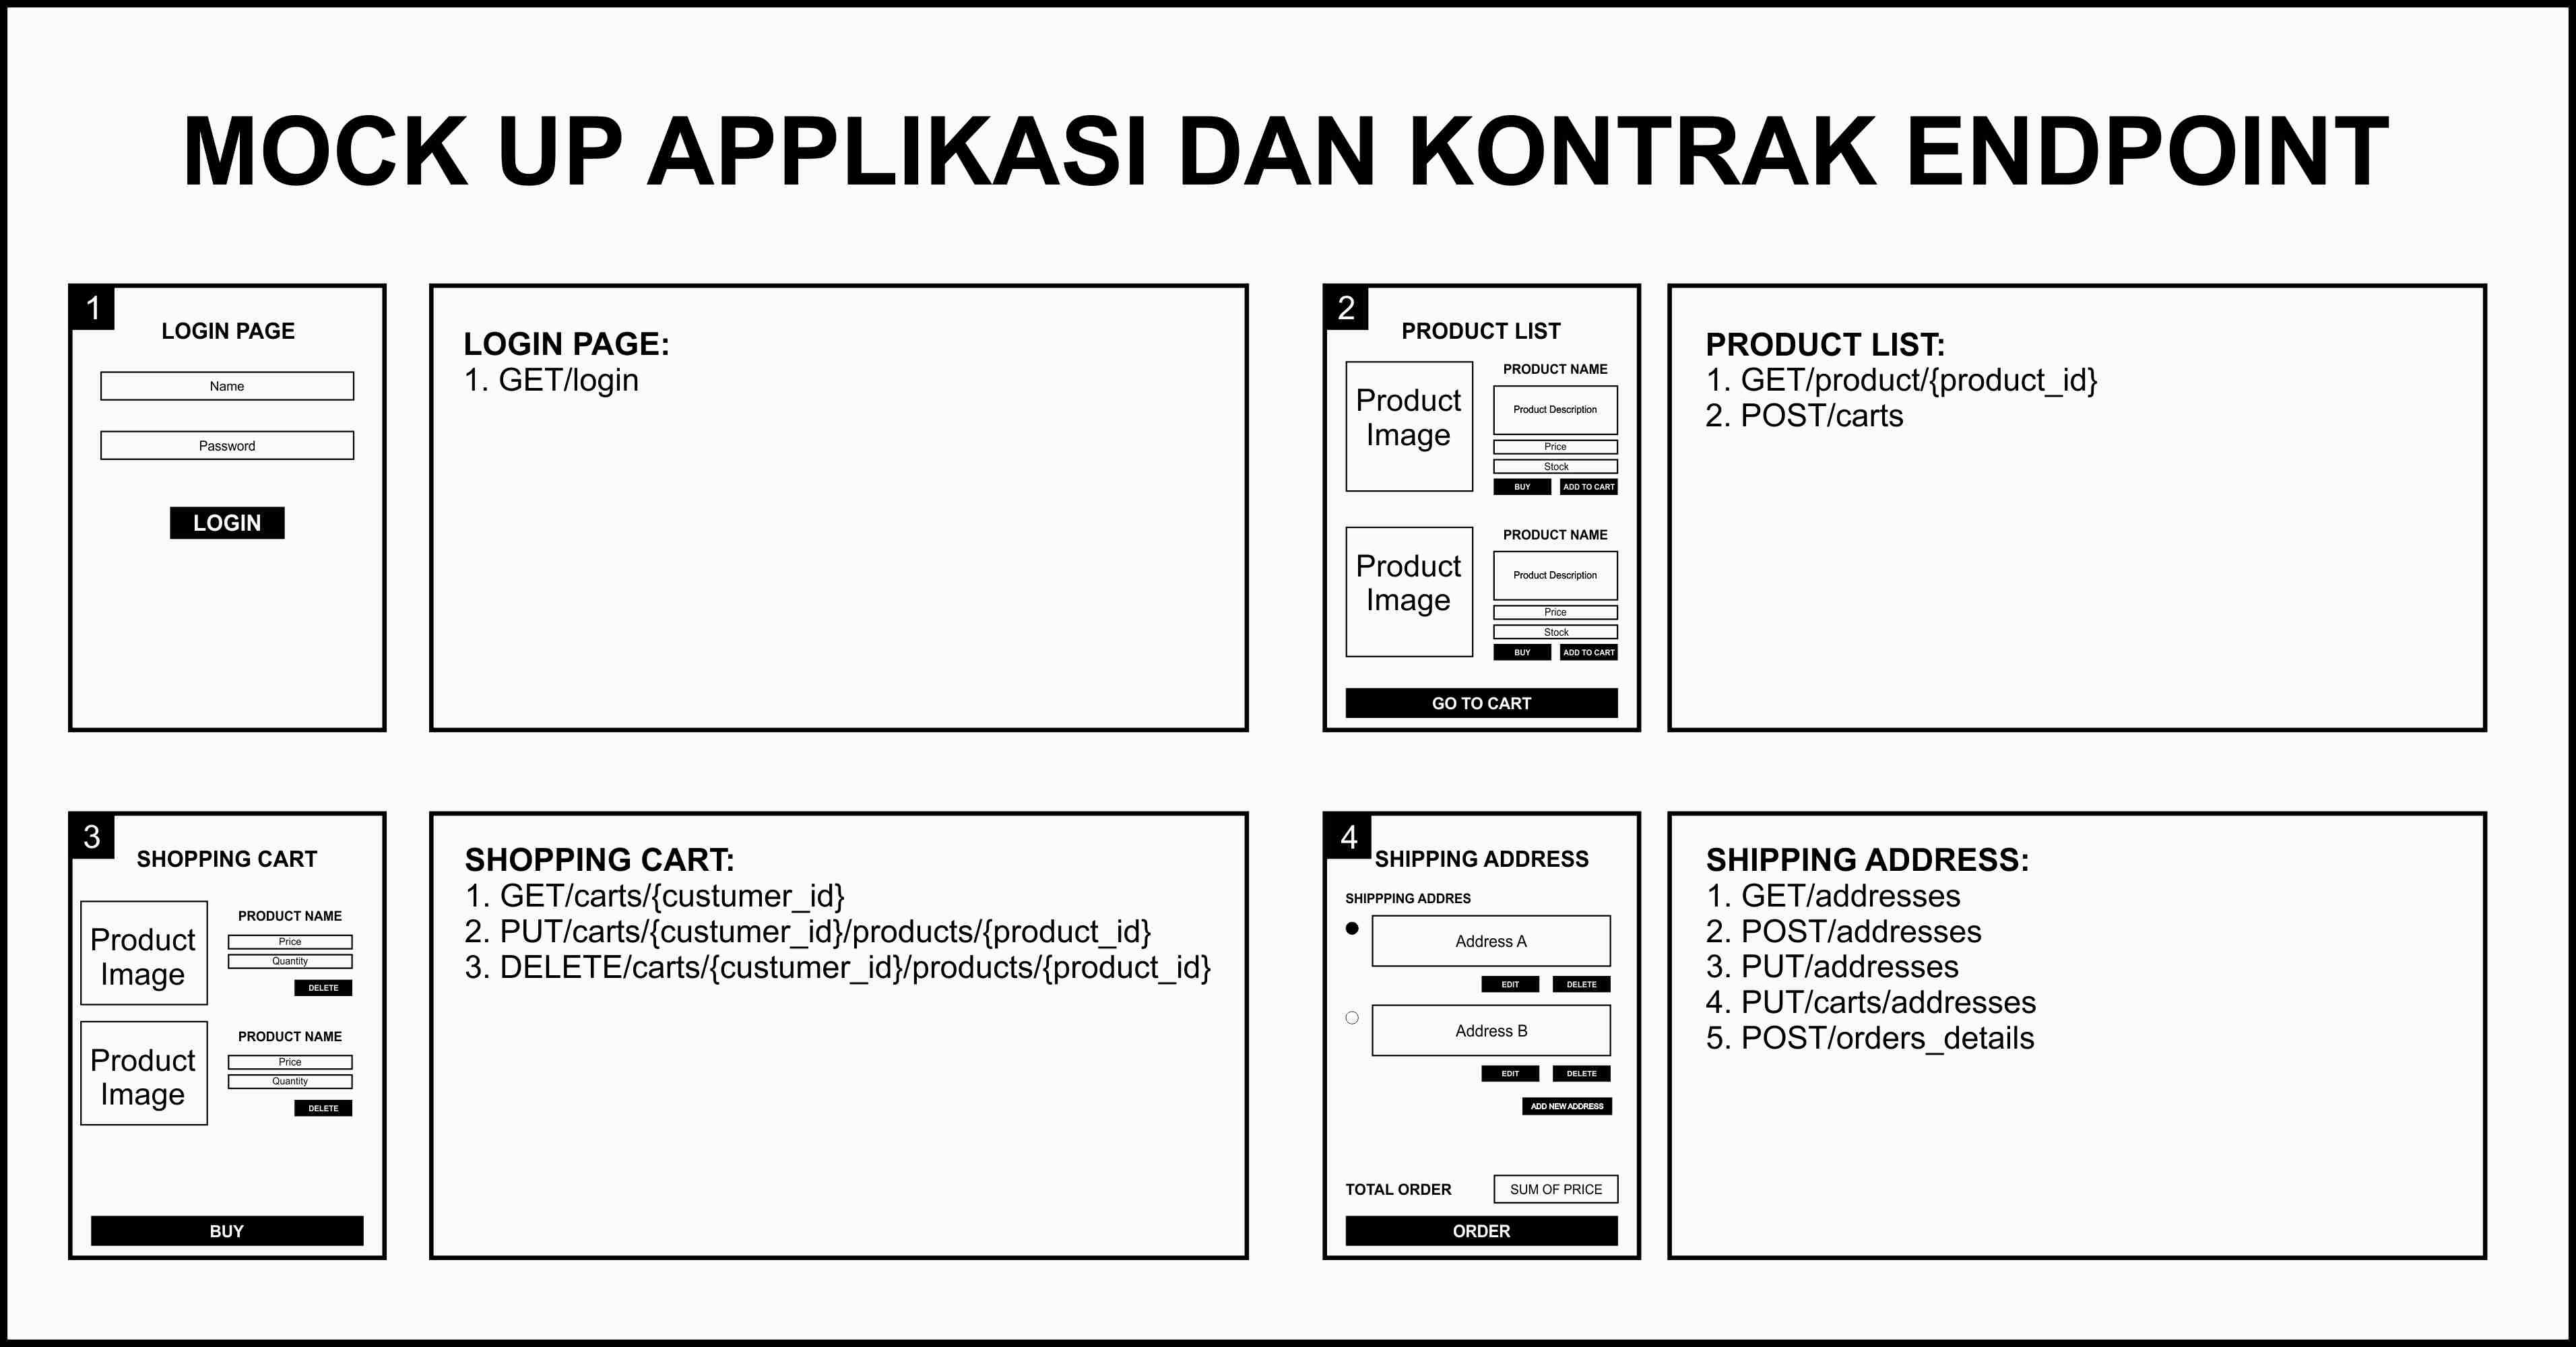 MOCK UP APPLIKASI DAN KONTRAK ENDPOINT
1
LOGIN PAGE
Name
Password
LOGIN
LOGIN PAGE:
1. GET/login
2
PRODUCT LIST
Product
Image
PRODUCT NAME
Product Description
Price
Stock
BUY
ADD TO CART
Product
Image
PRODUCT NAME
Product Description
Price
Stock
BUY
ADD TO CART
GO TO CART
PRODUCT LIST:
1. GET/product/{product_id}
2. POST/carts
3
SHOPPING CART
Product
Image
PRODUCT NAME
Price
Quantity
DELETE
Product
Image
PRODUCT NAME
Price
Quantity
DELETE
BUY
SHOPPING CART:
1. GET/carts/{custumer_id}
2. PUT/carts/{custumer_id}/products/{product_id}
3. DELETE/carts/{custumer_id}/products/{product_id}
4
SHIPPING ADDRESS
SHIPPPING ADDRES
Address A
EDIT
DELETE
Address B
EDIT
DELETE
ADD NEW ADDRESS
TOTAL ORDER
SUM OF PRICE
ORDER
SHIPPING ADDRESS:
1. GET/addresses
2. POST/addresses
3. PUT/addresses
4. PUT/carts/addresses
5. POST/orders_details